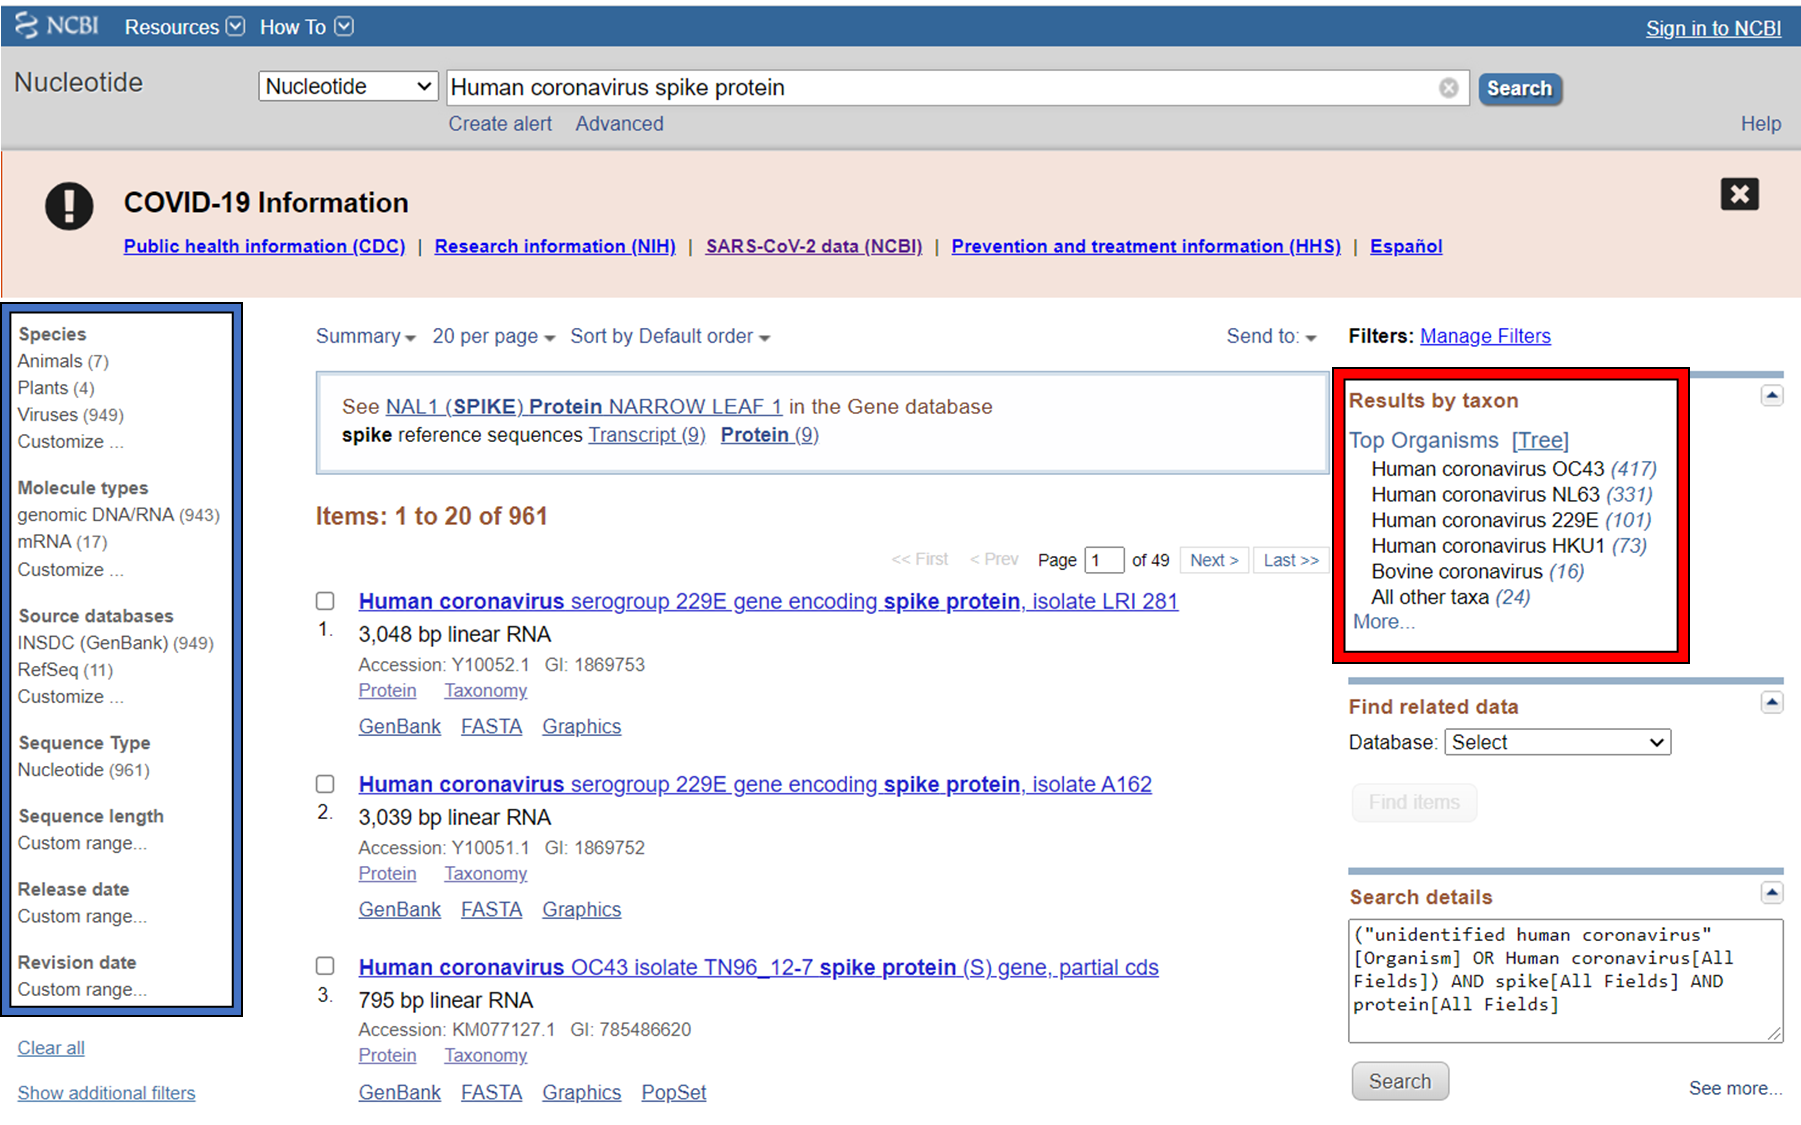 NCBI Resources How To Sign in to NCBI
Nucleotide Nucleotide Human coronavirus spike protein Search
Create alert Advanced Help
COVID-19 Information
Public health information (CDC) | Research information (NIH) | SARS-CoV-2 data (NCBI) | Prevention and treatment information (HHS) | Español
Species
Animals (7)
Plants (4)
Viruses (949)
Customize ...
Molecule types
genomic DNA/RNA (943)
mRNA (17)
Customize ...
Source databases
INSDC (GenBank) (949)
RefSeq (11)
Customize ...
Sequence Type
Nucleotide (961)
Sequence length
Custom range...
Release date
Custom range...
Revision date
Custom range...
Clear all
Show additional filters
Summary 20 per page Sort by Default order Send to:
See NAL1 (SPIKE) Protein NARROW LEAF 1 in the Gene database
spike reference sequences Transcript (9) Protein (9)
Items: 1 to 20 of 961
<< First < Prev Page 1 of 49 Next > Last >>
Human coronavirus serogroup 229E gene encoding spike protein, isolate LRI 281
1. 3,048 bp linear RNA
Accession: Y10052.1 GI: 1869753
Protein Taxonomy
GenBank FASTA Graphics
Human coronavirus serogroup 229E gene encoding spike protein, isolate A162
2. 3,039 bp linear RNA
Accession: Y10051.1 GI: 1869752
Protein Taxonomy
GenBank FASTA Graphics
Human coronavirus OC43 isolate TN96_12-7 spike protein (S) gene, partial cds
3. 795 bp linear RNA
Accession: KM077127.1 GI: 785486620
Protein Taxonomy
GenBank FASTA Graphics PopSet
Filters: Manage Filters
Results by taxon
Top Organisms [Tree]
Human coronavirus OC43 (417)
Human coronavirus NL63 (331)
Human coronavirus 229E (101)
Human coronavirus HKU1 (73)
Bovine coronavirus (16)
All other taxa (24)
More...
Find related data
Database: Select
Find items
Search details
("unidentified human coronavirus"
[Organism] OR Human coronavirus[All
Fields]) AND spike[All Fields] AND
protein[All Fields]
Search See more...